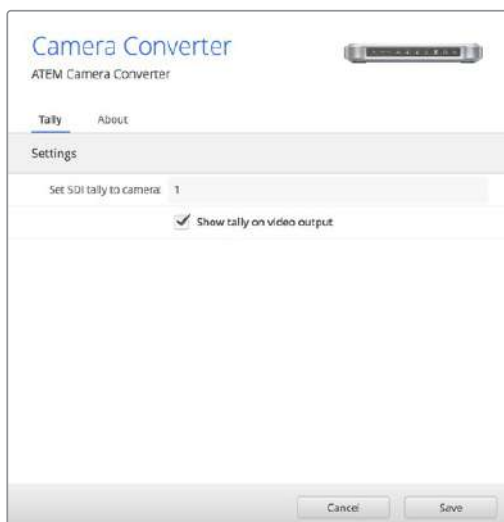 Camera Converter
ATEM Camera Converter
Tally About
Settings
Set SDI tally to camera: 1
Show tally on video output
Cancel Save